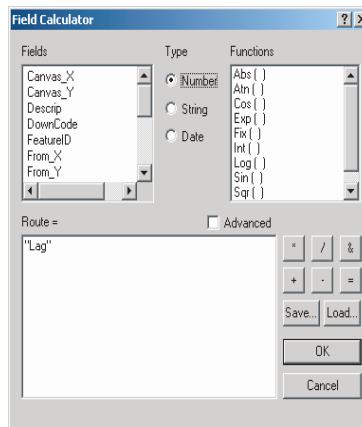 Field Calculator
? x
Fields
Type
Functions
Canvas_X
Canvas_Y
Descrip
DownCode
FeatureID
From_X
From_Y
Number
String
Date
Abs ( )
Atn ( )
Cos ( )
Exp ( )
Fix ( )
Int ( )
Log ( )
Sin ( )
Sqr ( )
Route =
Advanced
"Lag"
* / &
+ - =
Save... Load...
OK
Cancel